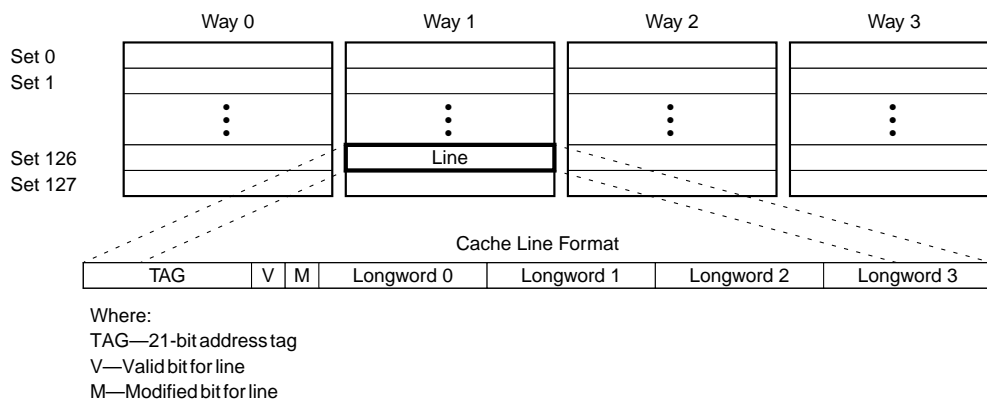 Way 0 Way 1 Way 2 Way 3
Set 0
Set 1
Set 126 Line
Set 127
Cache Line Format
TAG V M Longword 0 Longword 1 Longword 2 Longword 3
Where:
TAG—21-bit address tag
V—Valid bit for line
M—Modified bit for line